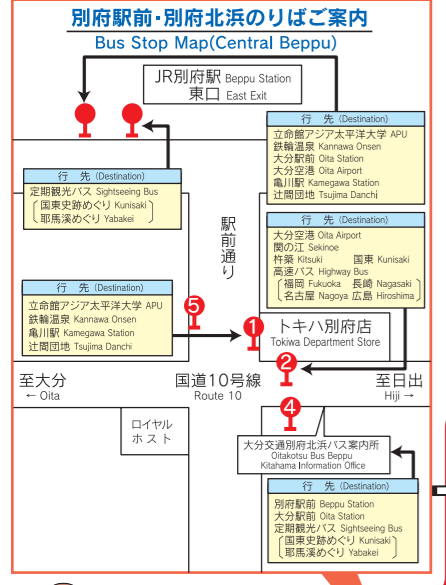 別府駅前・別府北浜のりばご案内
Bus Stop Map(Central Beppu)
JR別府駅 Beppu Station
東口 East Exit
行 先 (Destination)
立命館アジア太平洋大学 APU
鉄輪温泉 Kannawa Onsen
大分駅前 Oita Station
大分空港 Oita Airport
亀川駅 Kamegawa Station
辻間団地 Tsujima Danchi
行 先 (Destination)
定期観光バス Sightseeing Bus
国東史跡めぐり Kunisaki
耶馬溪めぐり Yabakei
駅前通り
行 先 (Destination)
大分空港 Oita Airport
関の江 Sekinoe
杵築 Kitsuki 国東 Kunisaki
高速バス Highway Bus
福岡 Fukuoka 長崎 Nagasaki
名古屋 Nagoya 広島 Hiroshima
行 先 (Destination)
立命館アジア太平洋大学 APU
鉄輪温泉 Kannawa Onsen
亀川駅 Kamegawa Station
辻間団地 Tsujima Danchi
5
1
トキハ別府店
Tokiwa Department Store
2
至大分
← Oita
国道10号線
Route 10
至日出
Hiji →
4
ロイヤル
ホスト
大分交通別府北浜バス案内所
Oitakotsu Bus Beppu
Kitahama Information Office
行 先 (Destination)
別府駅前 Beppu Station
大分駅前 Oita Station
定期観光バス Sightseeing Bus
国東史跡めぐり Kunisaki
耶馬溪めぐり Yabakei